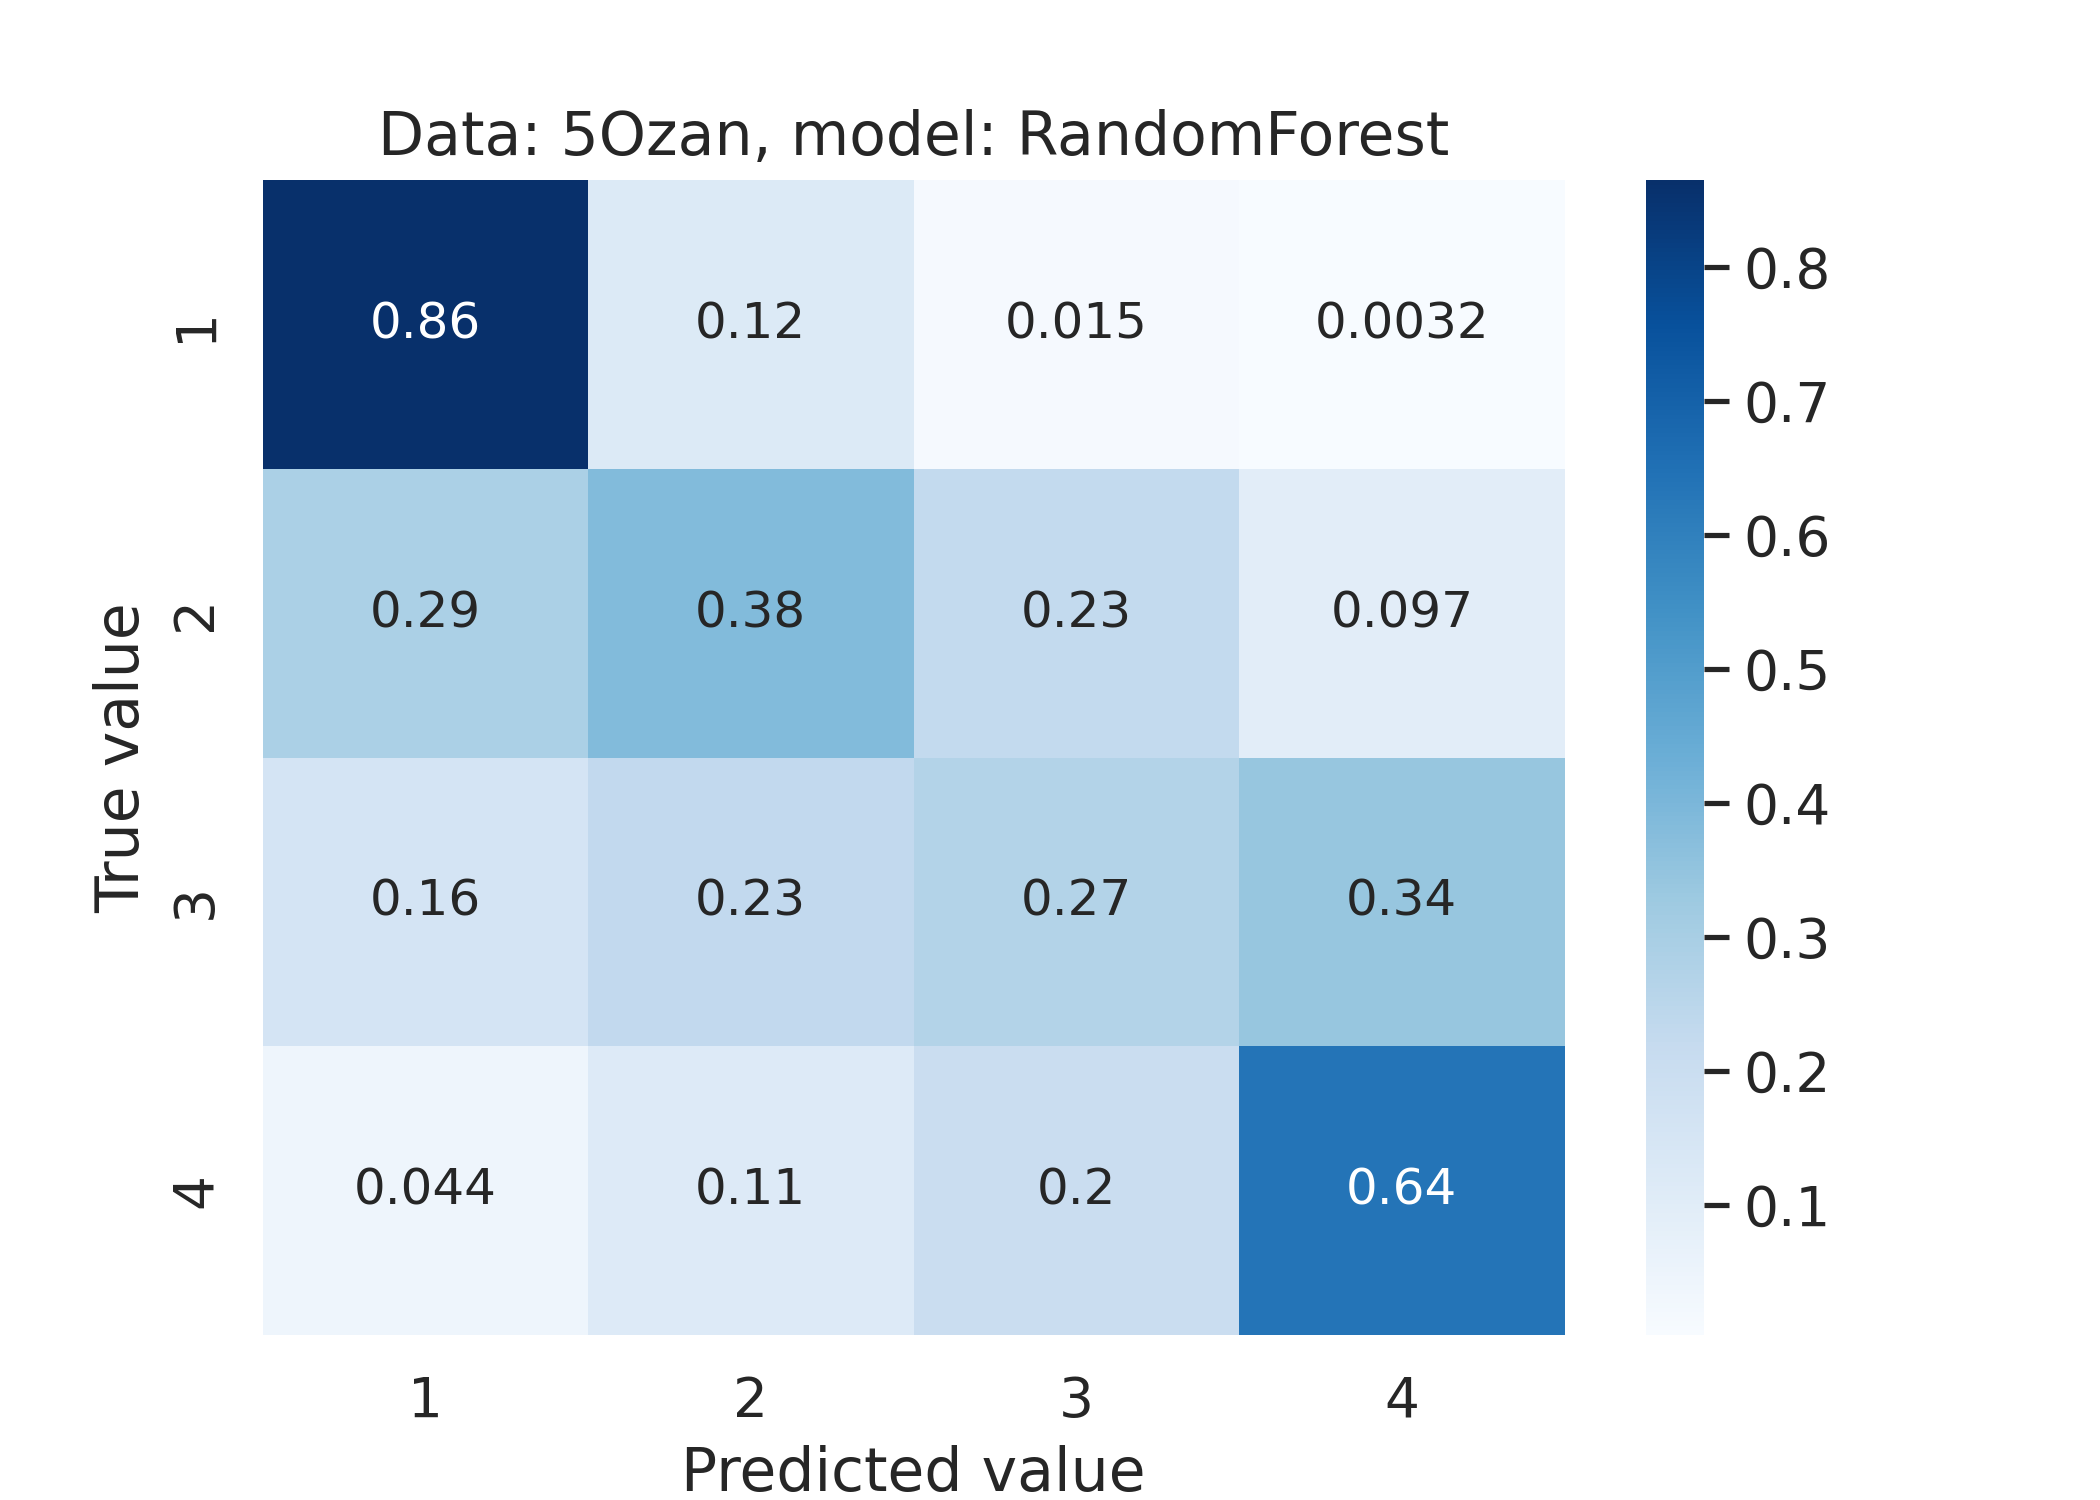 Data: 5Ozan, model: RandomForest
1 0.86 0.12 0.015 0.0032
2 0.29 0.38 0.23 0.097
3 0.16 0.23 0.27 0.34
4 0.044 0.11 0.2 0.64
1 2 3 4
Predicted value
True value
0.8
0.7
0.6
0.5
0.4
0.3
0.2
0.1